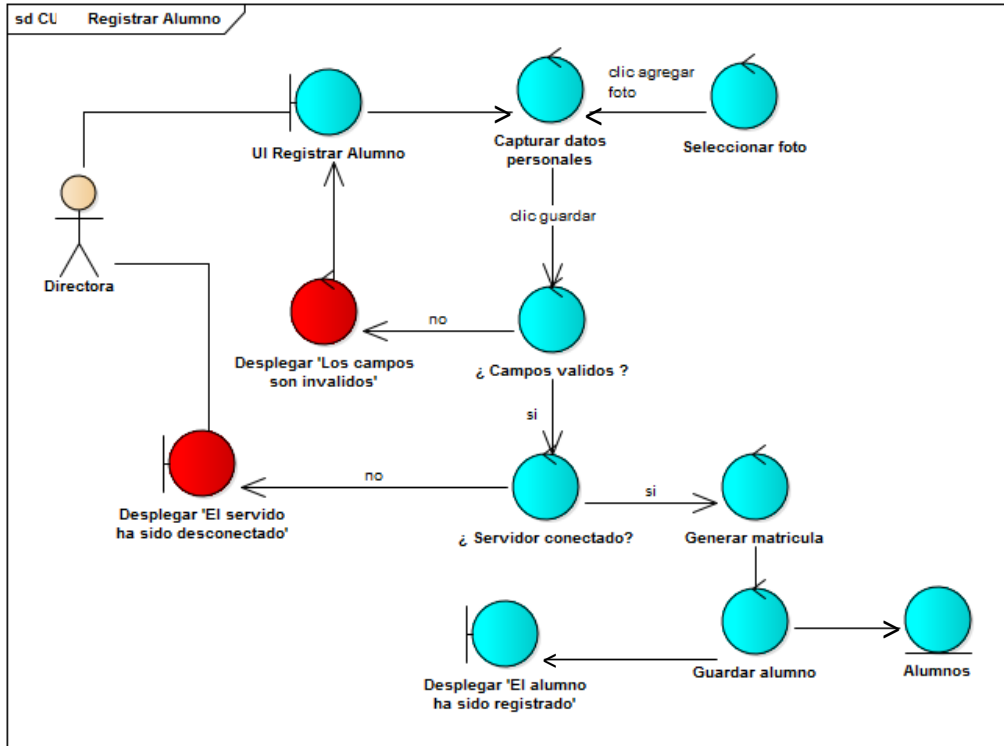 sd CU Registrar Alumno
clic agregar
foto
UI Registrar Alumno
Capturar datos
personales
Seleccionar foto
clic guardar
Directora
no
Desplegar 'Los campos
son invalidos'
¿ Campos validos ?
si
no
si
Desplegar 'El servido
ha sido desconectado'
¿ Servidor conectado?
Generar matricula
Desplegar 'El alumno
ha sido registrado'
Guardar alumno
Alumnos